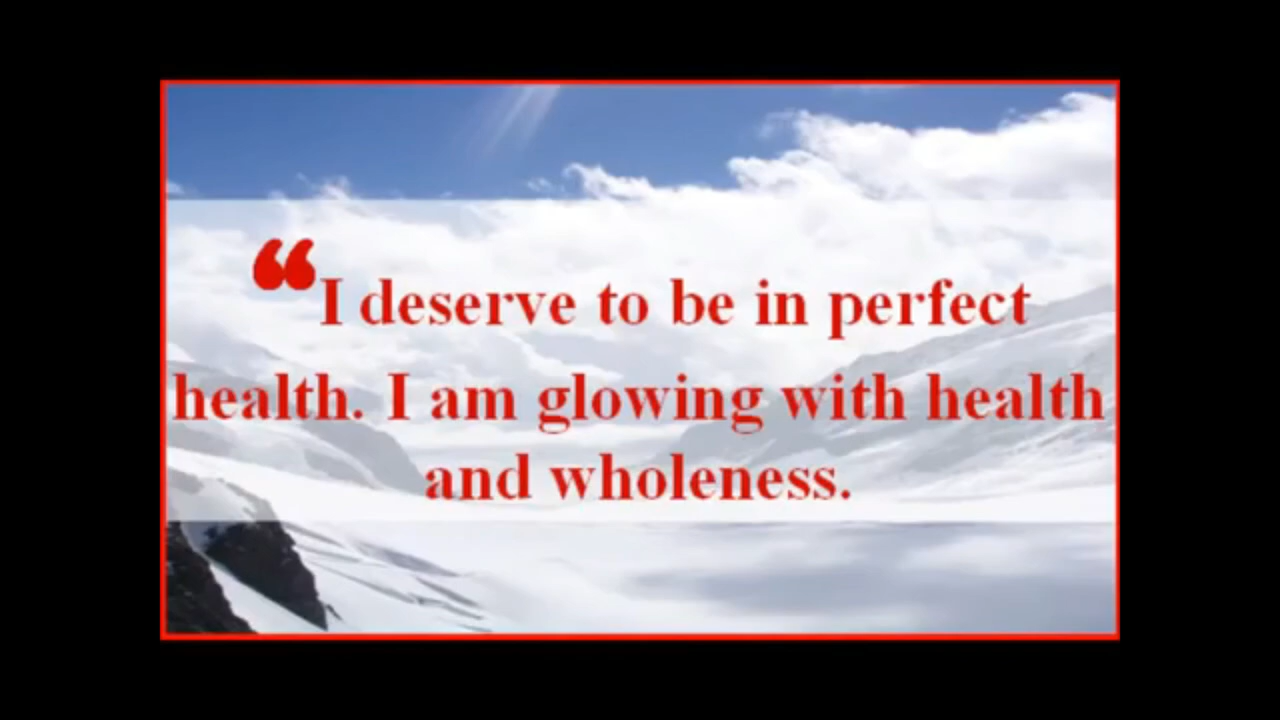 “I deserve to be in perfect
health. I am glowing with health
and wholeness.